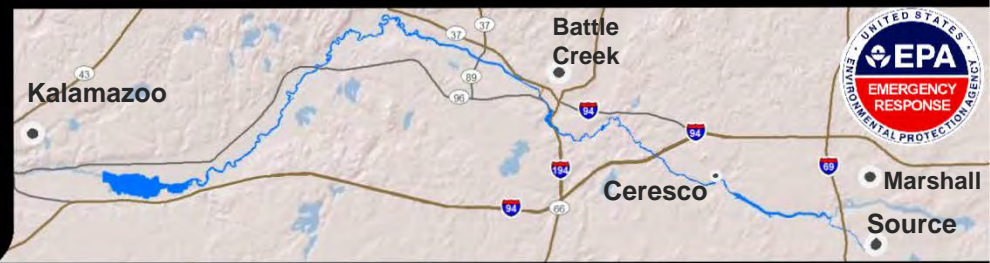 Kalamazoo
43
37
37
Battle
Creek
89
96
94
94
194
94
66
Ceresco
69
Marshall
Source
UNITED STATES
EPA
EMERGENCY
RESPONSE
ENVIRONMENTAL PROTECTION AGENCY